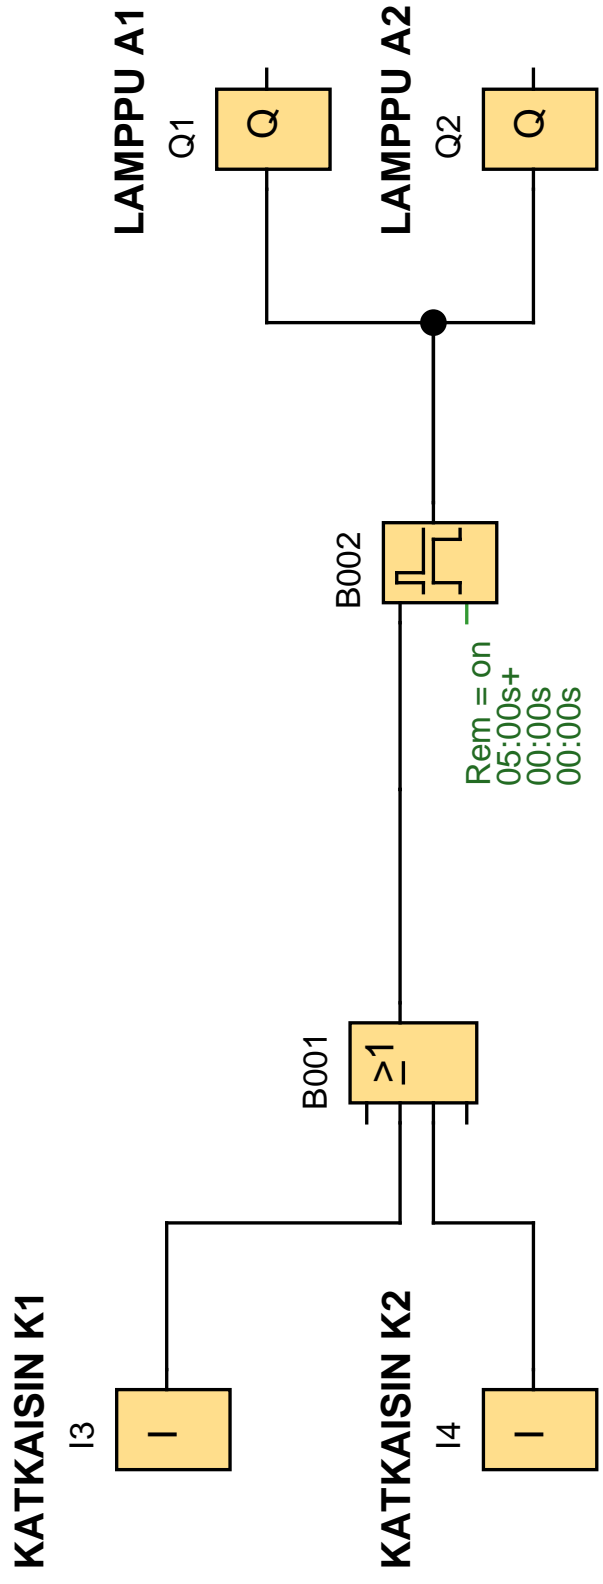 KATKAISIN K1
I3
I
KATKAISIN K2
I4
I
B001
≥1
B002
Rem = on
05:00s+
00:00s
00:00s
LAMPPU A1
Q1
Q
LAMPPU A2
Q2
Q